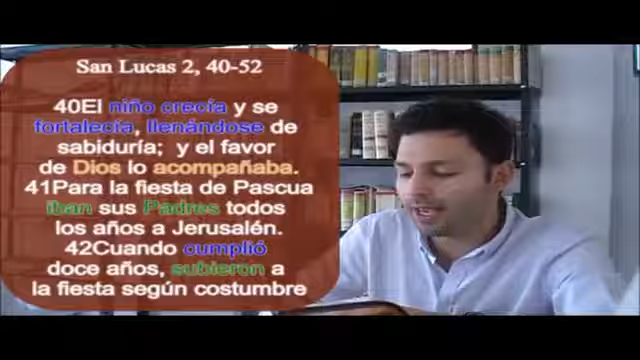 San Lucas 2, 40-52
40El niño crecía y se
fortalecía, llenándose de
sabiduría; y el favor
de Dios lo acompañaba.
41Para la fiesta de Pascua
iban sus Padres todos
los años a Jerusalén.
42Cuando cumplió
doce años, subieron a
la fiesta según costumbre